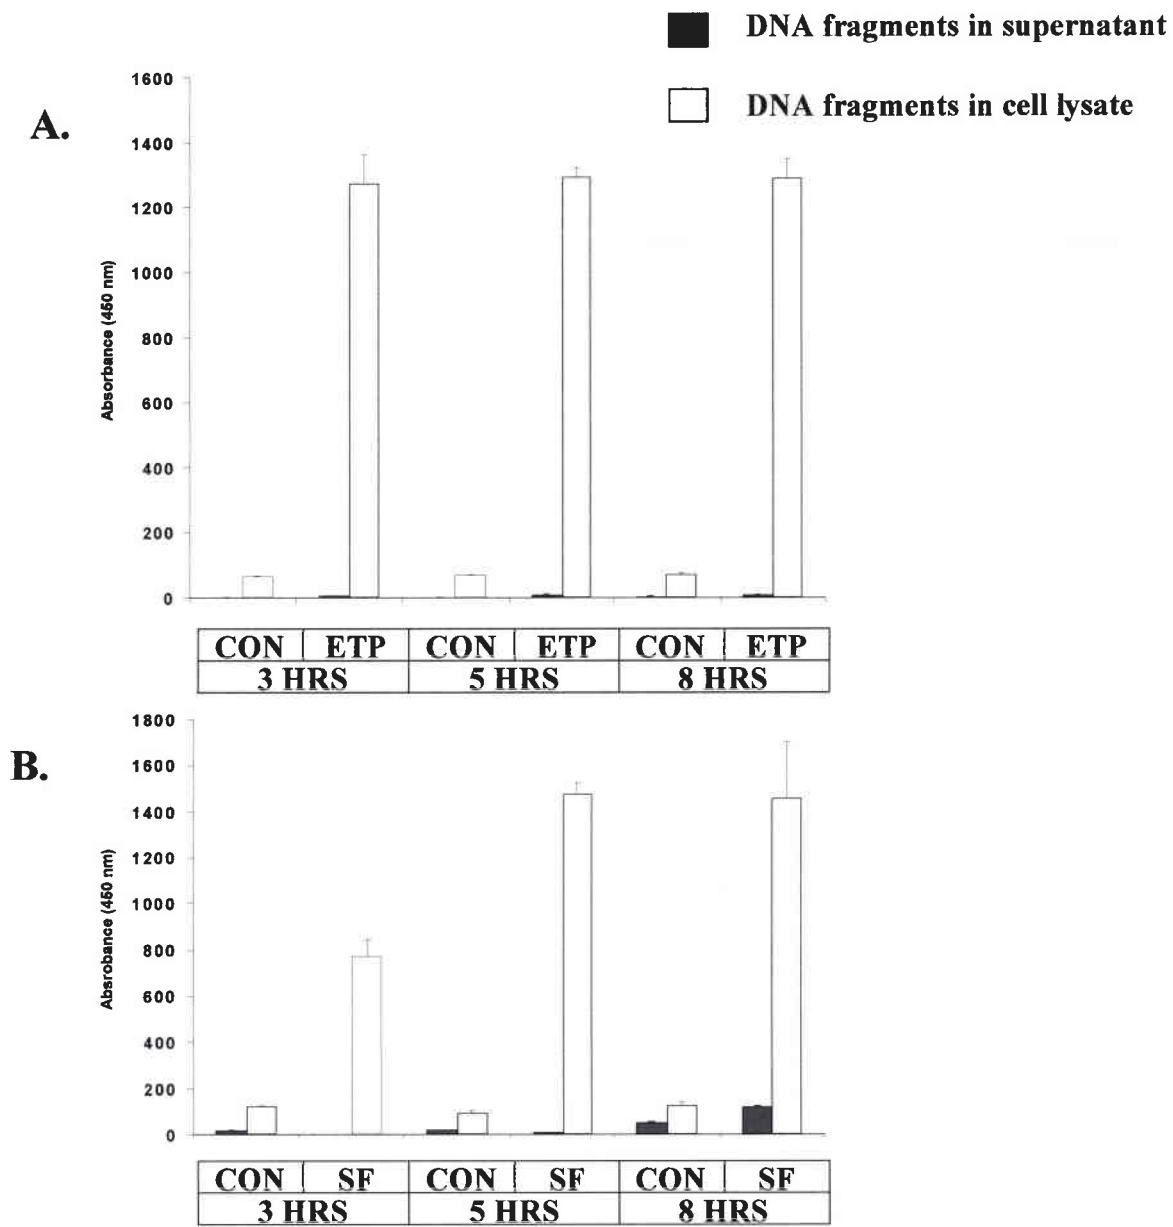 DNA fragments in supernatant
DNA fragments in cell lysate
A.
1600
1400
1200
1000
800
600
400
200
0
Absorbance (450 nm)
CON ETP CON ETP CON ETP
3 HRS 5 HRS 8 HRS
B.
1800
1600
1400
1200
1000
800
600
400
200
0
Absrobance (450 nm)
CON SF CON SF CON SF
3 HRS 5 HRS 8 HRS